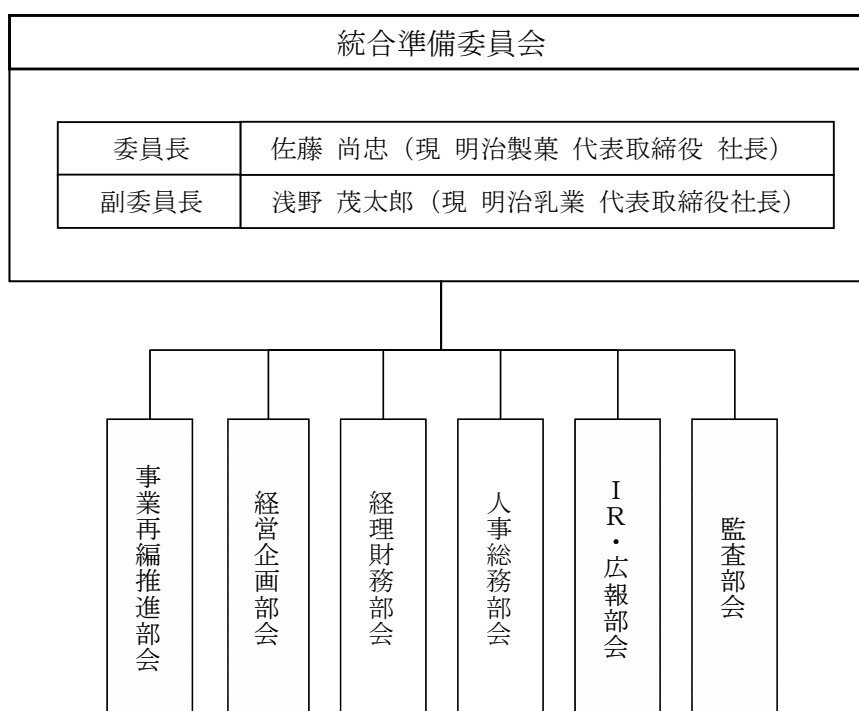 統合準備委員会
委員長 佐藤 尚忠（現 明治製菓 代表取締役 社長）
副委員長 浅野 茂太郎（現 明治乳業 代表取締役社長）
事業再編推進部会
経営企画部会
経理財務部会
人事総務部会
ＩＲ・広報部会
監査部会